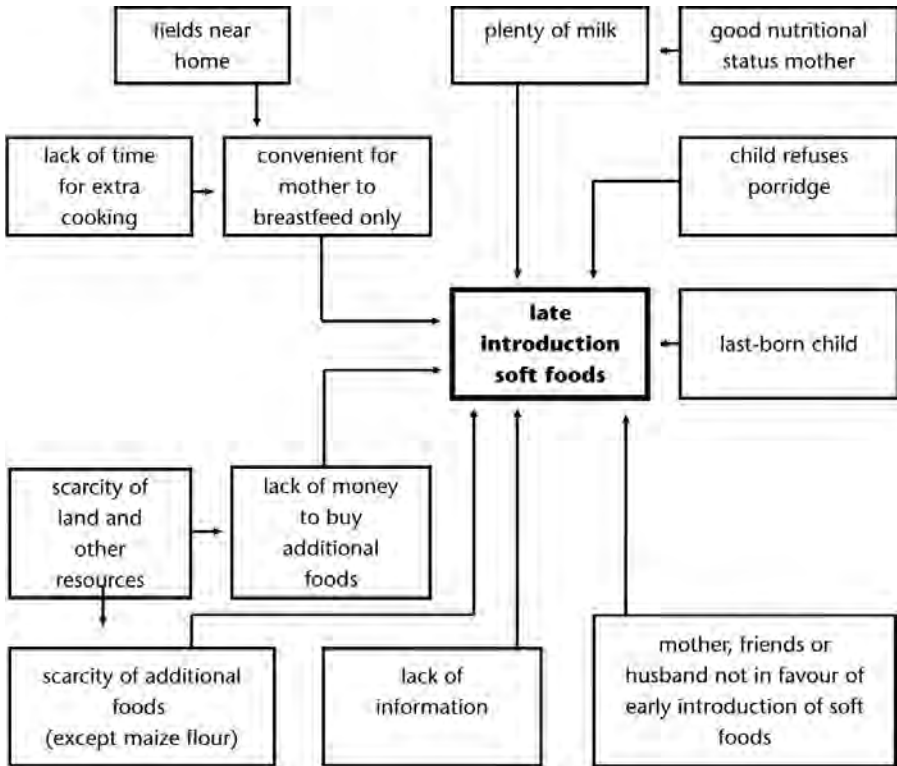 fields near
home
plenty of milk
good nutritional
status mother
lack of time
for extra
cooking
convenient for
mother to
breastfeed only
child refuses
porridge
late
introduction
soft foods
last-born child
scarcity of
land and
other
resources
lack of money
to buy
additional
foods
scarcity of additional
foods
(except maize flour)
lack of
information
mother, friends or
husband not in favour of
early introduction of soft
foods